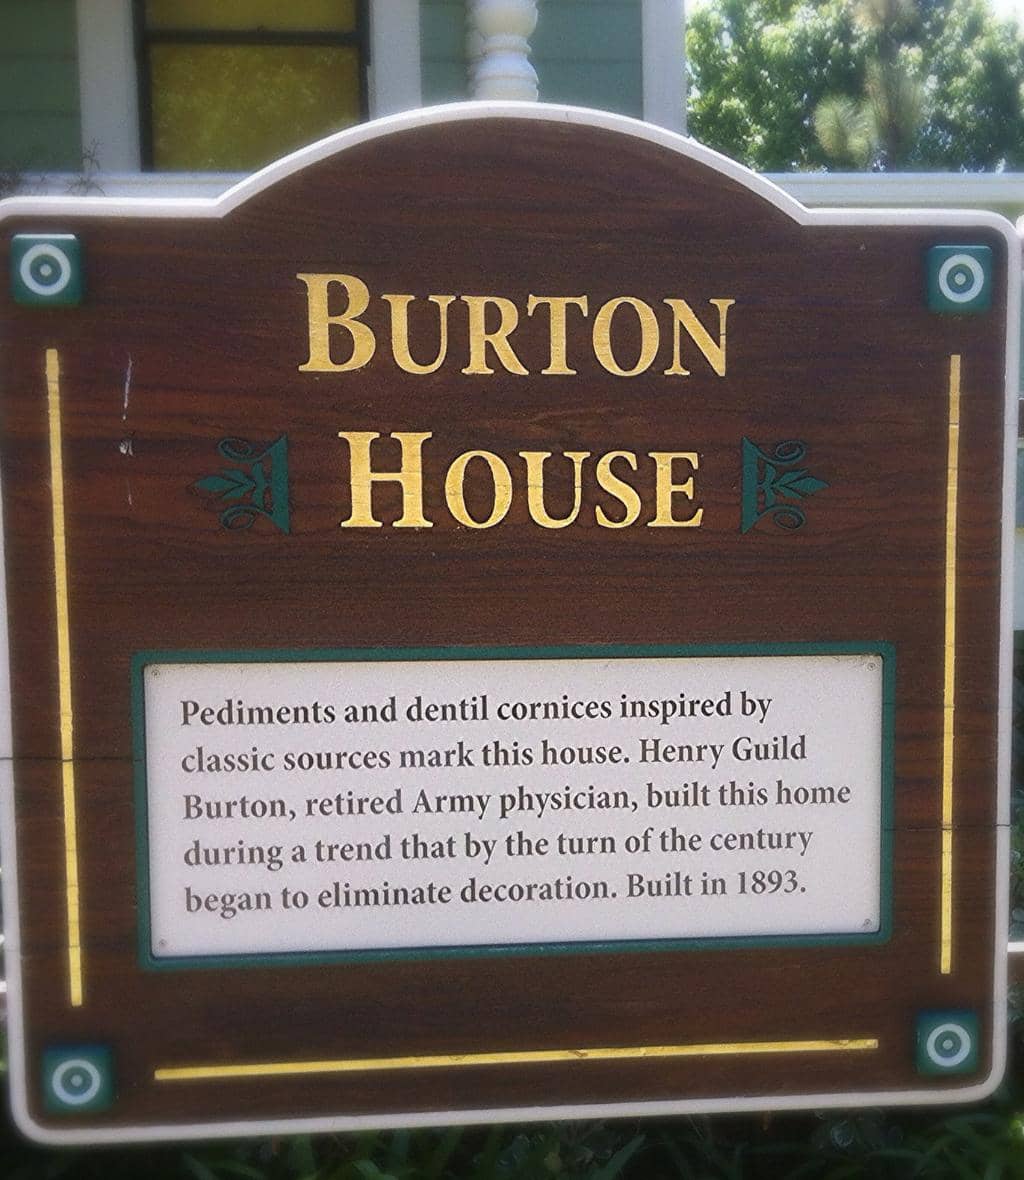 BURTON
HOUSE
Pediments and dentil cornices inspired by
classic sources mark this house. Henry Guild
Burton, retired Army physician, built this home
during a trend that by the turn of the century
began to eliminate decoration. Built in 1893.